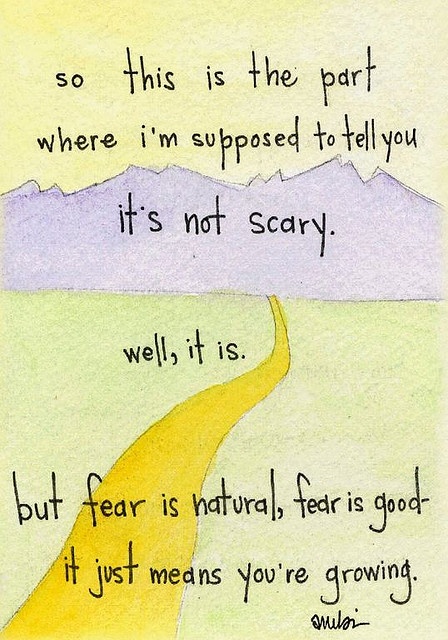 so this is the part
where i'm supposed to tell you
it's not scary.
well, it is.
but fear is natural, fear is good-
it just means you're growing.